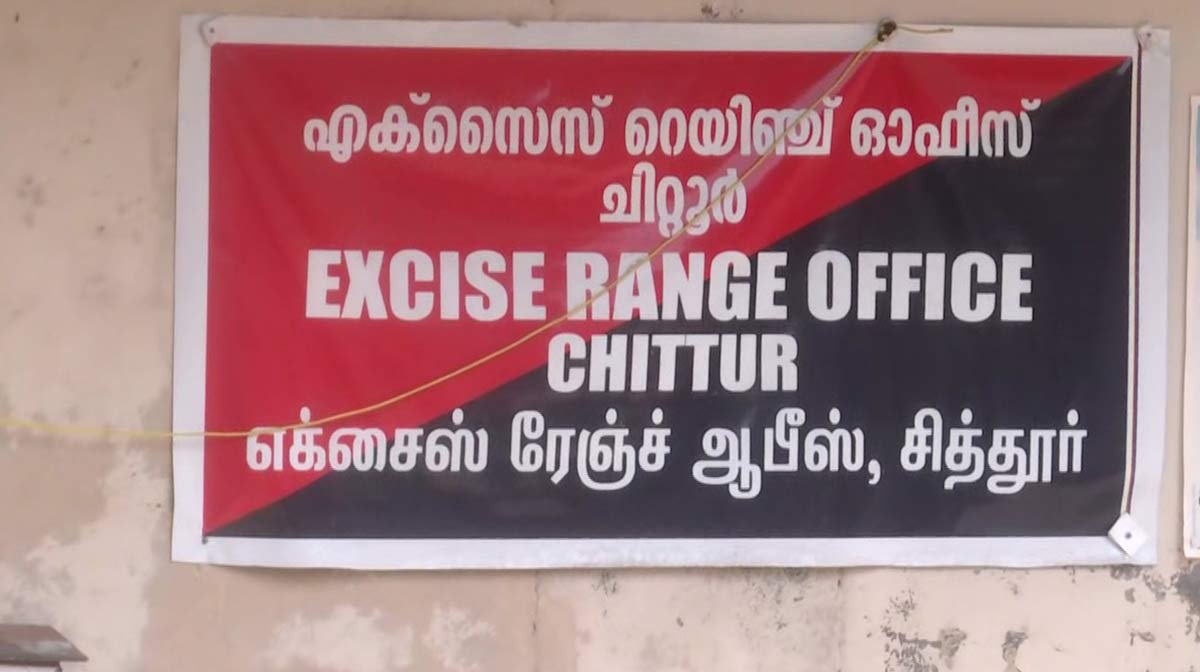 എക്സൈസ് റെയിഞ്ച് ഓഫീസ്
ചിറ്റൂർ
EXCISE RANGE OFFICE
CHITTUR
எக்சைஸ் ரேஞ்ச் ஆபீஸ், சித்தூர்